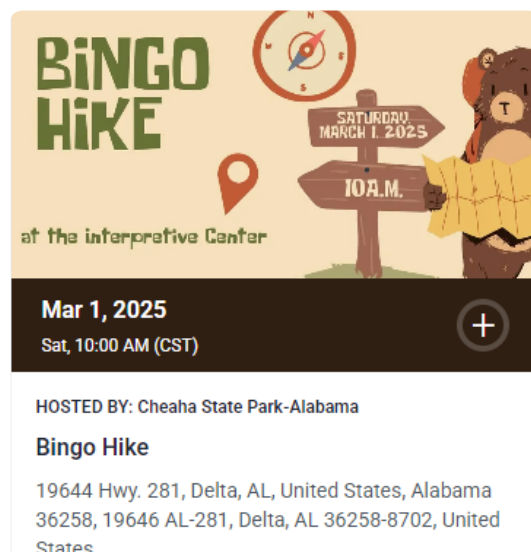 BiNGO
HiKE
N
E
S
W
SATURDAY,
MARCH 1, 2025
10A.M.
at the interpretive Center
Mar 1, 2025
Sat, 10:00 AM (CST)
HOSTED BY: Cheaha State Park-Alabama
Bingo Hike
19644 Hwy. 281, Delta, AL, United States, Alabama
36258, 19646 AL-281, Delta, AL 36258-8702, United
States